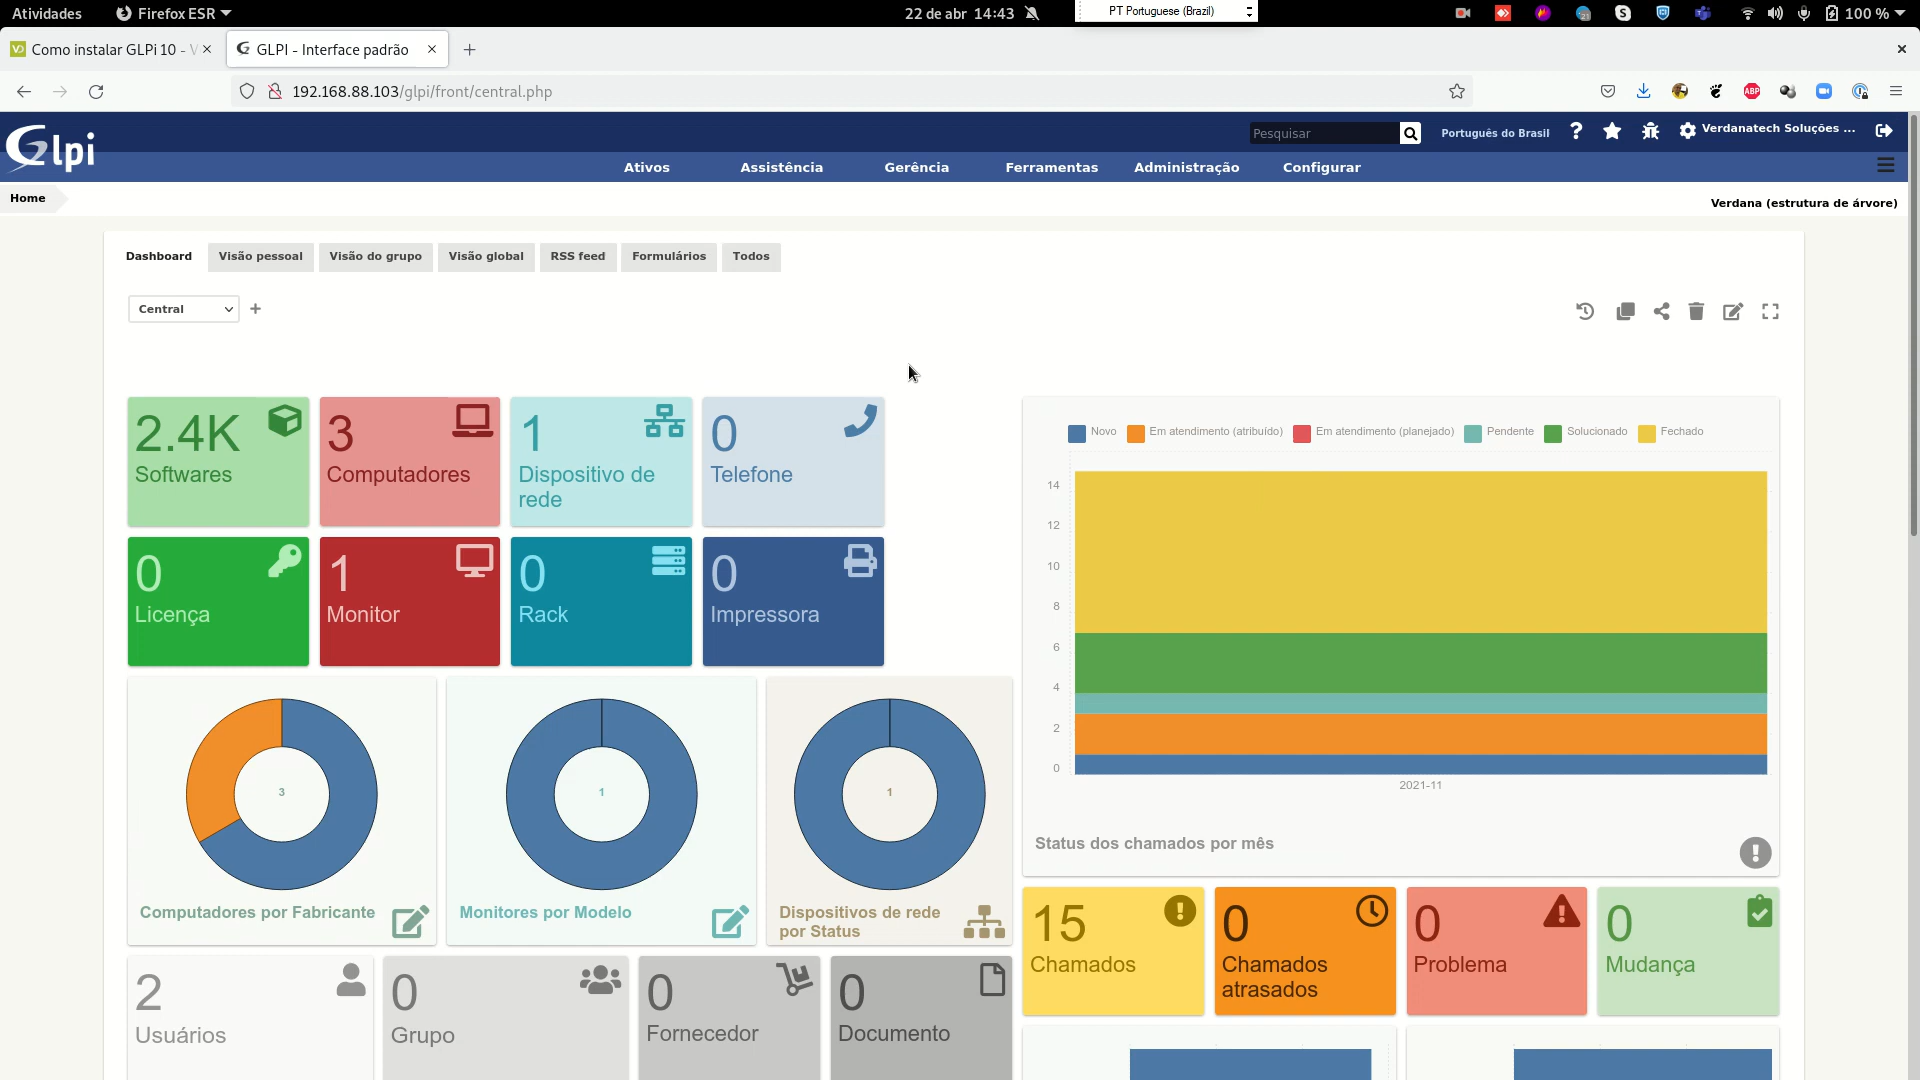 Atividades
Firefox ESR
22 de abr 14:43
PT Portuguese (Brazil)
100 %
Como instalar GLPi 10 - V
GLPI - Interface padrão
192.168.88.103/glpi/front/central.php
Glpi
Pesquisar
Português do Brasil
Verdanatech Soluções ...
Ativos
Assistência
Gerência
Ferramentas
Administração
Configurar
Home
Verdana (estrutura de árvore)
Dashboard
Visão pessoal
Visão do grupo
Visão global
RSS feed
Formulários
Todos
Central
2.4K
Softwares
3
Computadores
1
Dispositivo de
rede
0
Telefone
0
Licença
1
Monitor
0
Rack
0
Impressora
Novo
Em atendimento (atribuído)
Em atendimento (planejado)
Pendente
Solucionado
Fechado
14
12
10
8
6
4
2
0
2021-11
Status dos chamados por mês
3
Computadores por Fabricante
1
Monitores por Modelo
1
Dispositivos de rede
por Status
15
Chamados
0
Chamados
atrasados
0
Problema
0
Mudança
2
Usuários
0
Grupo
0
Fornecedor
0
Documento